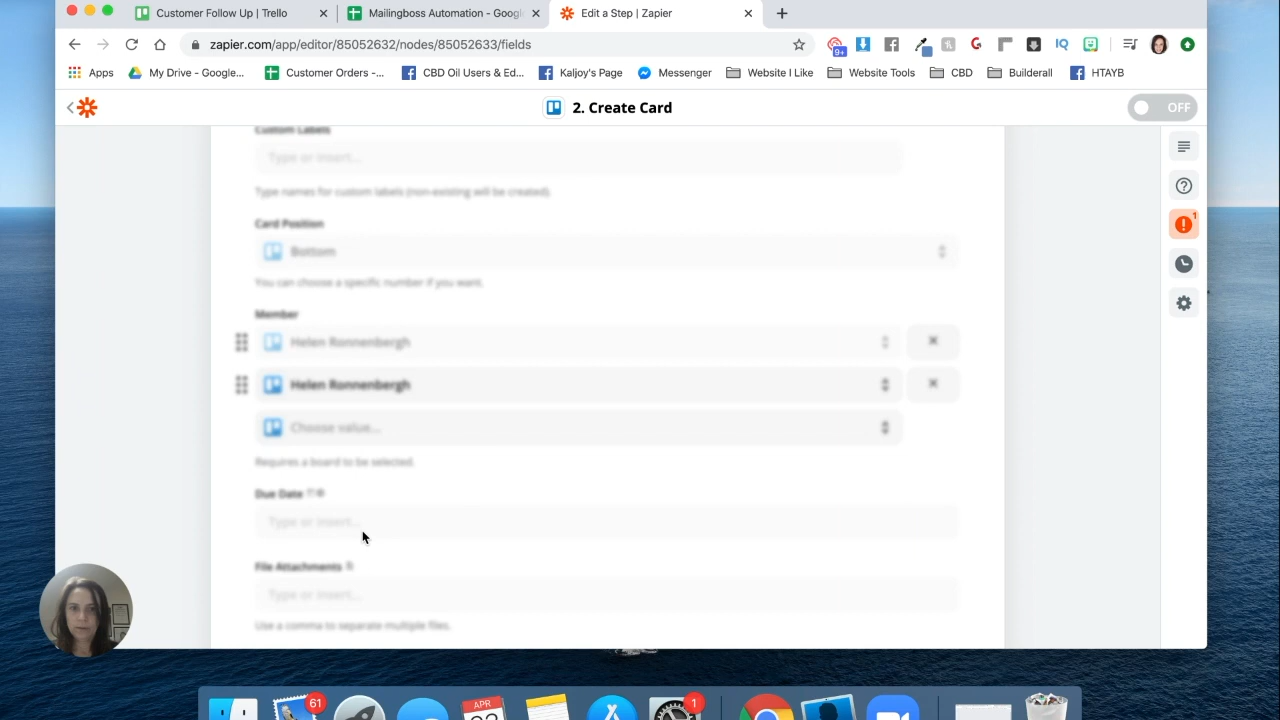 Customer Follow Up | Trello
Mailingboss Automation - Googl
Edit a Step | Zapier
zapier.com/app/editor/85052632/nodes/85052633/fields
9+
Apps
My Drive - Google...
Customer Orders -...
CBD Oil Users & Ed...
Kaljoy's Page
Messenger
Website I Like
Website Tools
CBD
Builderall
HTAYB
2. Create Card
OFF
Custom Labels
Type or insert...
Type names for custom labels (non-existing will be created).
Card Position
Bottom
You can choose a specific number if you want.
Member
Helen Ronnenbergh
Helen Ronnenbergh
Choose value...
Requires a board to be selected.
Due Date
Type or insert...
File Attachments
Type or insert...
Use a comma to separate multiple files.
1
61
APR
1